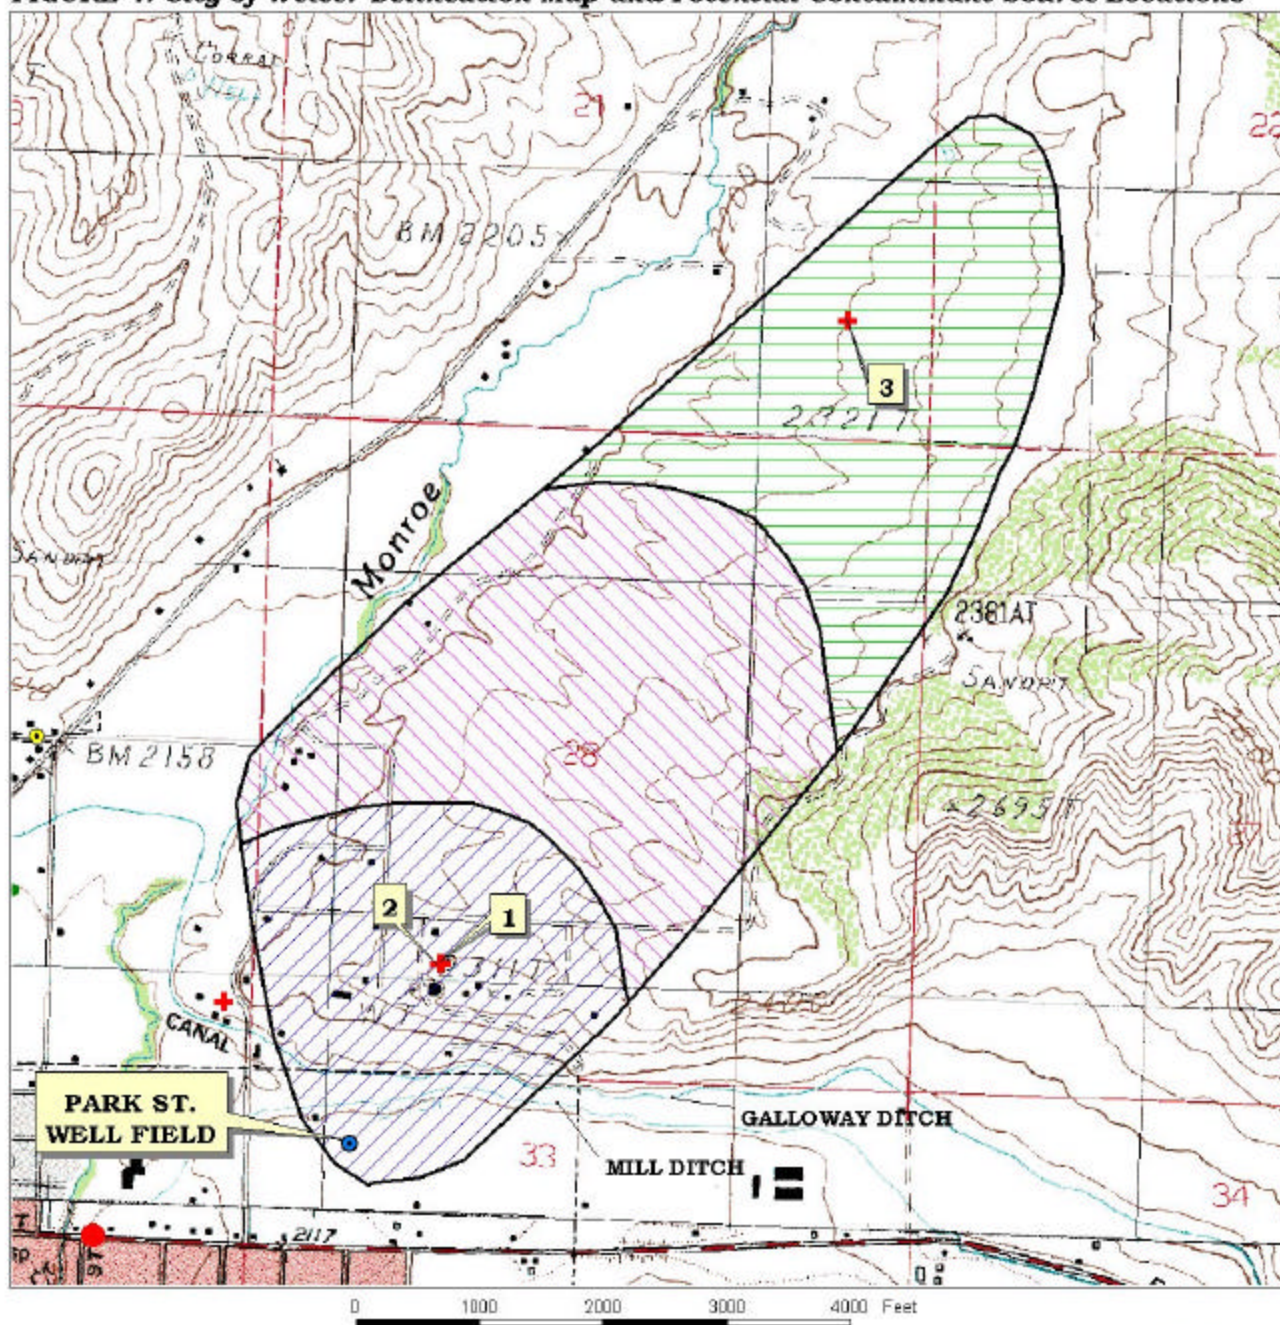 CORRAL
21
22
BM 2205
3
Monroe
2381AT
SANDPIT
BM 2158
28
2695T
2
1
CANAL
PARK ST.
WELL FIELD
GALLOWAY DITCH
33
MILL DITCH
34
2117
0 1000 2000 3000 4000 Feet